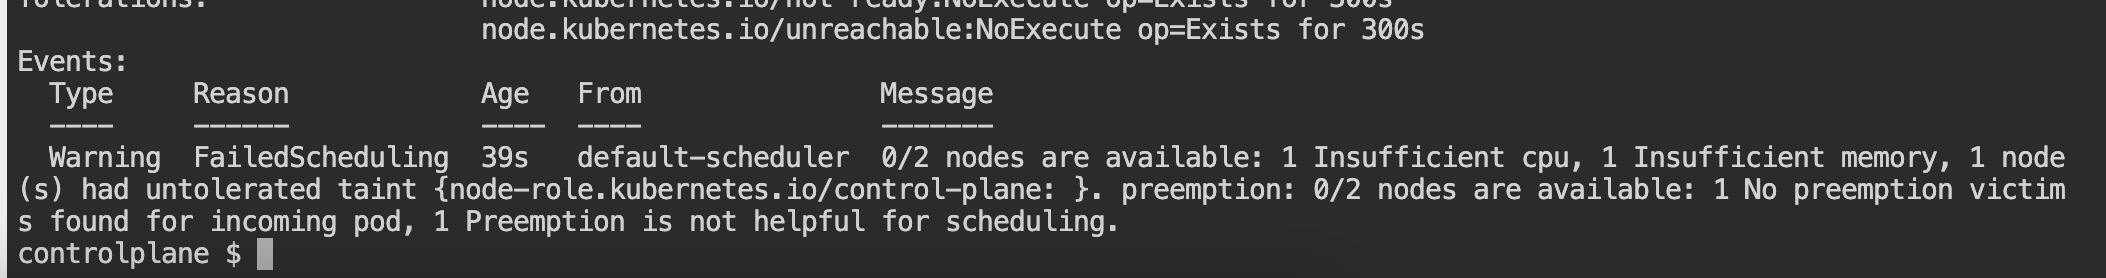 Tolerations: node.kubernetes.io/not-ready:NoExecute op=Exists for 300s
node.kubernetes.io/unreachable:NoExecute op=Exists for 300s
Events:
Type Reason Age From Message
---- ------ ---- ---- -------
Warning FailedScheduling 39s default-scheduler 0/2 nodes are available: 1 Insufficient cpu, 1 Insufficient memory, 1 node
(s) had untolerated taint {node-role.kubernetes.io/control-plane: }. preemption: 0/2 nodes are available: 1 No preemption victim
s found for incoming pod, 1 Preemption is not helpful for scheduling.
controlplane $